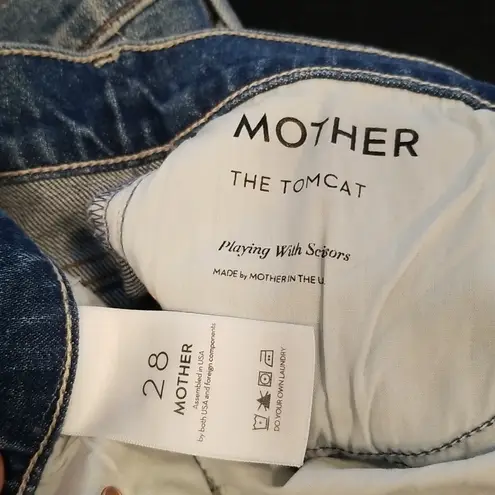 MOTHER
THE TOMCAT
Playing With Scissors
MADE by MOTHER IN THE U.
28
MOTHER
Assembled in USA
by both USA and foreign components
DO YOUR OWN LAUNDRY